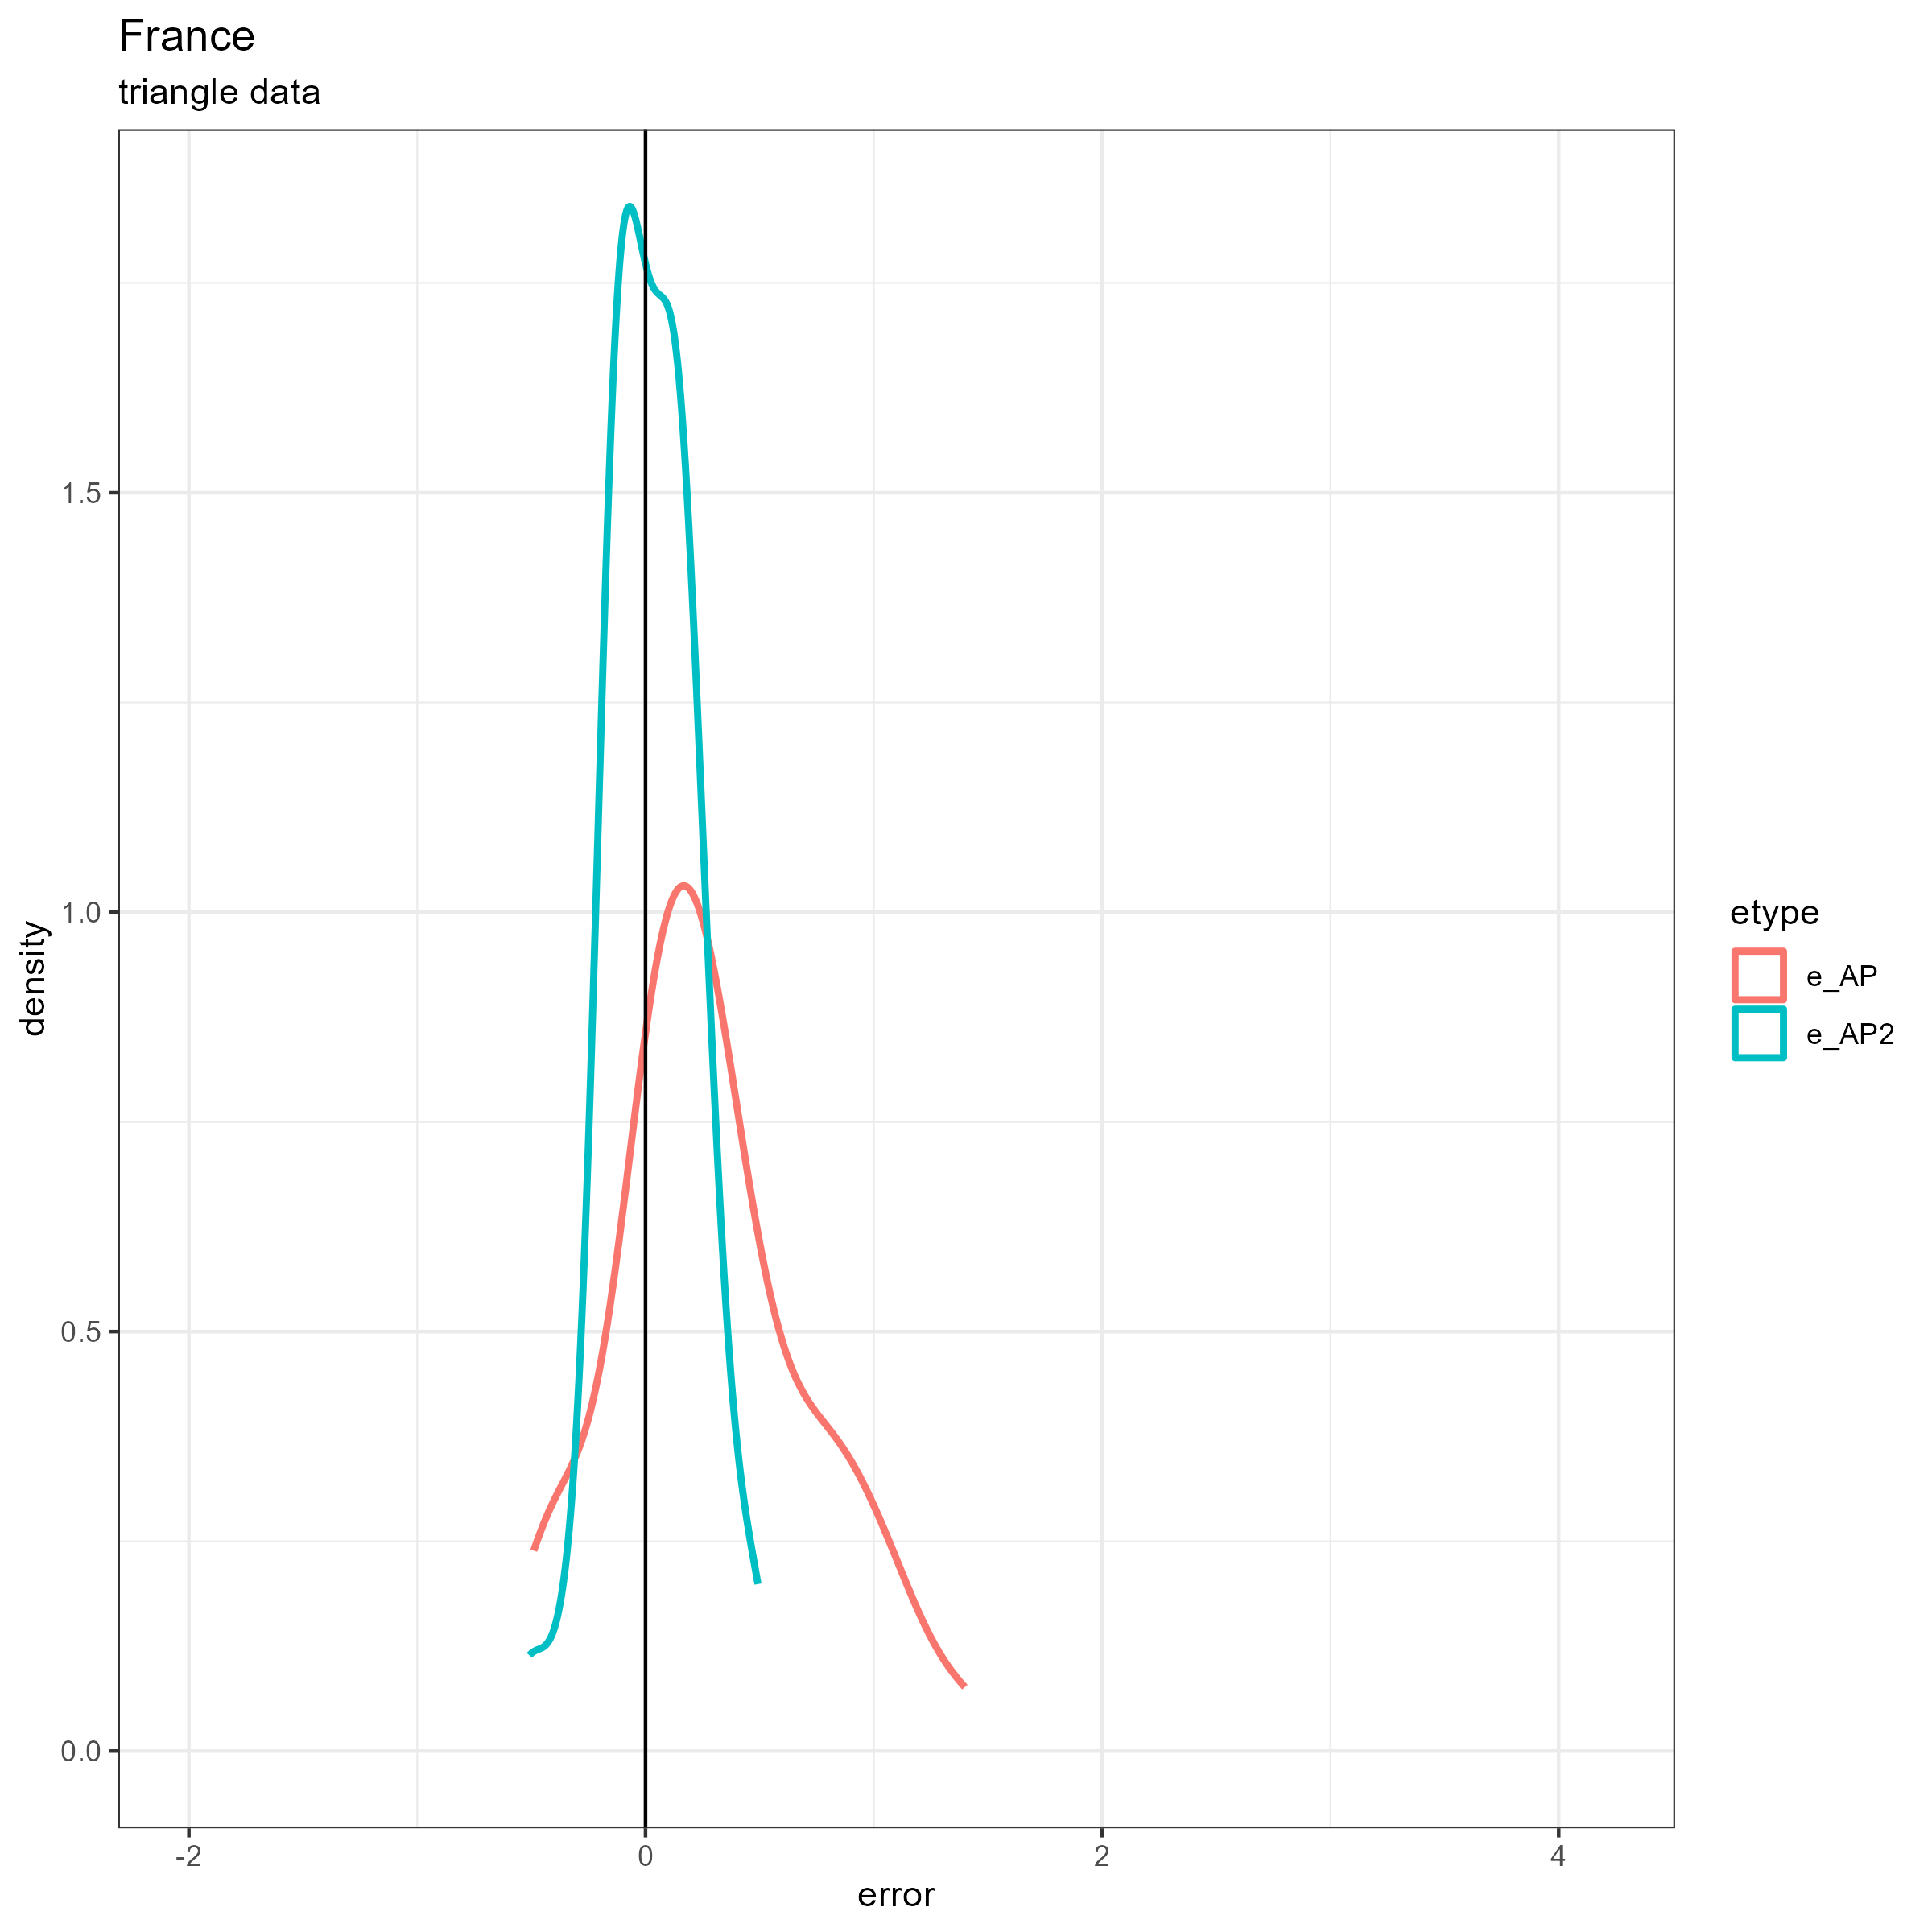 France
triangle data
density
1.5
1.0
0.5
0.0
-2
0
2
4
error
etype
e_AP
e_AP2